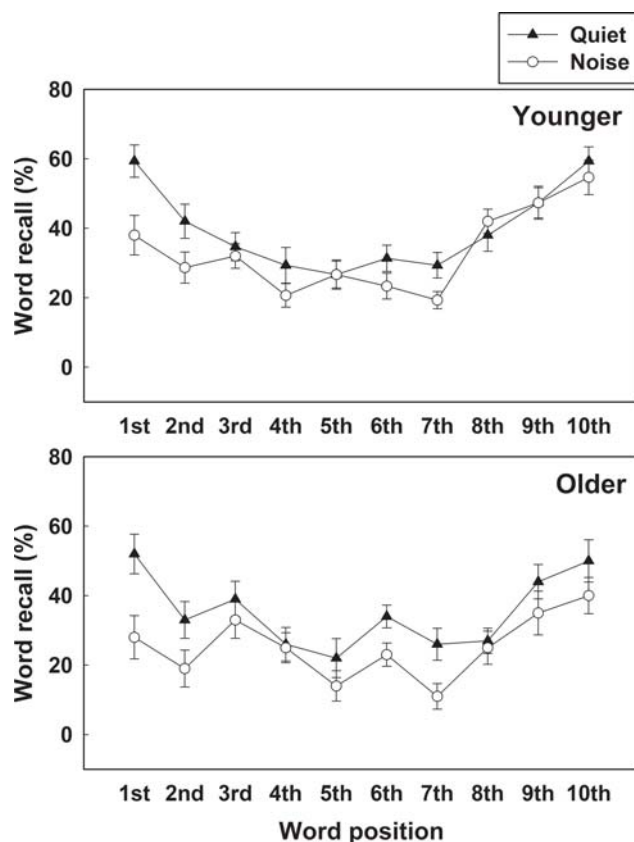 Quiet
Noise
Younger
Word recall (%)
80
60
40
20
0
1st 2nd 3rd 4th 5th 6th 7th 8th 9th 10th
Older
Word recall (%)
80
60
40
20
0
1st 2nd 3rd 4th 5th 6th 7th 8th 9th 10th
Word position